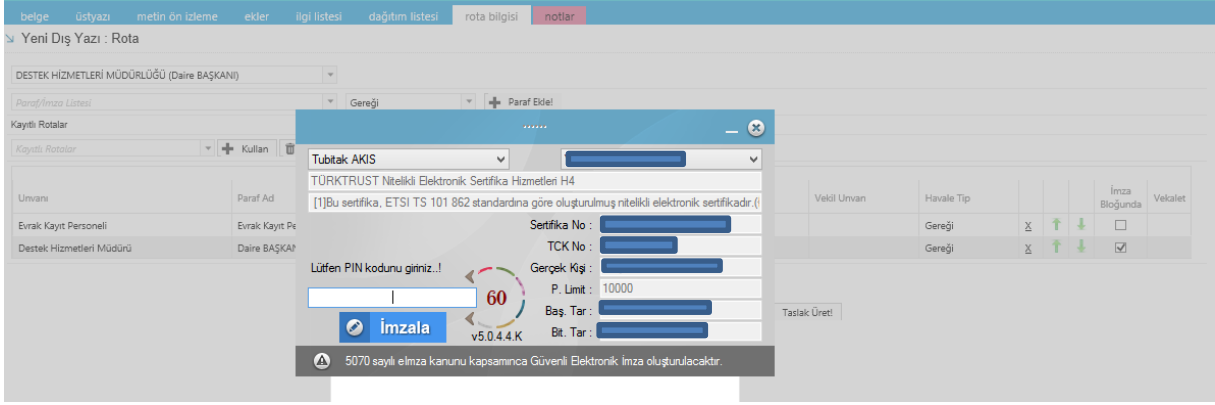 belge üstyazı metin ön izleme ekler ilgi listesi dağıtım listesi rota bilgisi notlar
Yeni Dış Yazı : Rota
DESTEK HİZMETLERİ MÜDÜRLÜĞÜ (Daire BAŞKANI)
Paraf/İmza Listesi Gereği Paraf Ekle!
Kayıtlı Rotalar
Kayıtlı Rotalar Kullan
Tubitak AKIS
TÜRKTRUST Nitelikli Elektronik Sertifika Hizmetleri H4
[1]Bu sertifika, ETSI TS 101 862 standardına göre oluşturulmuş nitelikli elektronik sertifikadır.(
Unvanı Paraf Ad Vekil Unvan Havale Tip İmza Bloğunda Vekalet
Evrak Kayıt Personeli Evrak Kayıt Pe Gereği X
Destek Hizmetleri Müdürü Daire BAŞKAN Gereği X
Sertifika No :
TCK No :
Lütfen PIN kodunu giriniz..! Gerçek Kişi :
P. Limit : 10000
60
Baş. Tar :
İmzala
v5.0.4.4.K
Bit. Tar :
Taslak Üret!
5070 sayılı eImza kanunu kapsamınca Güvenli Elektronik İmza oluşturulacaktır.